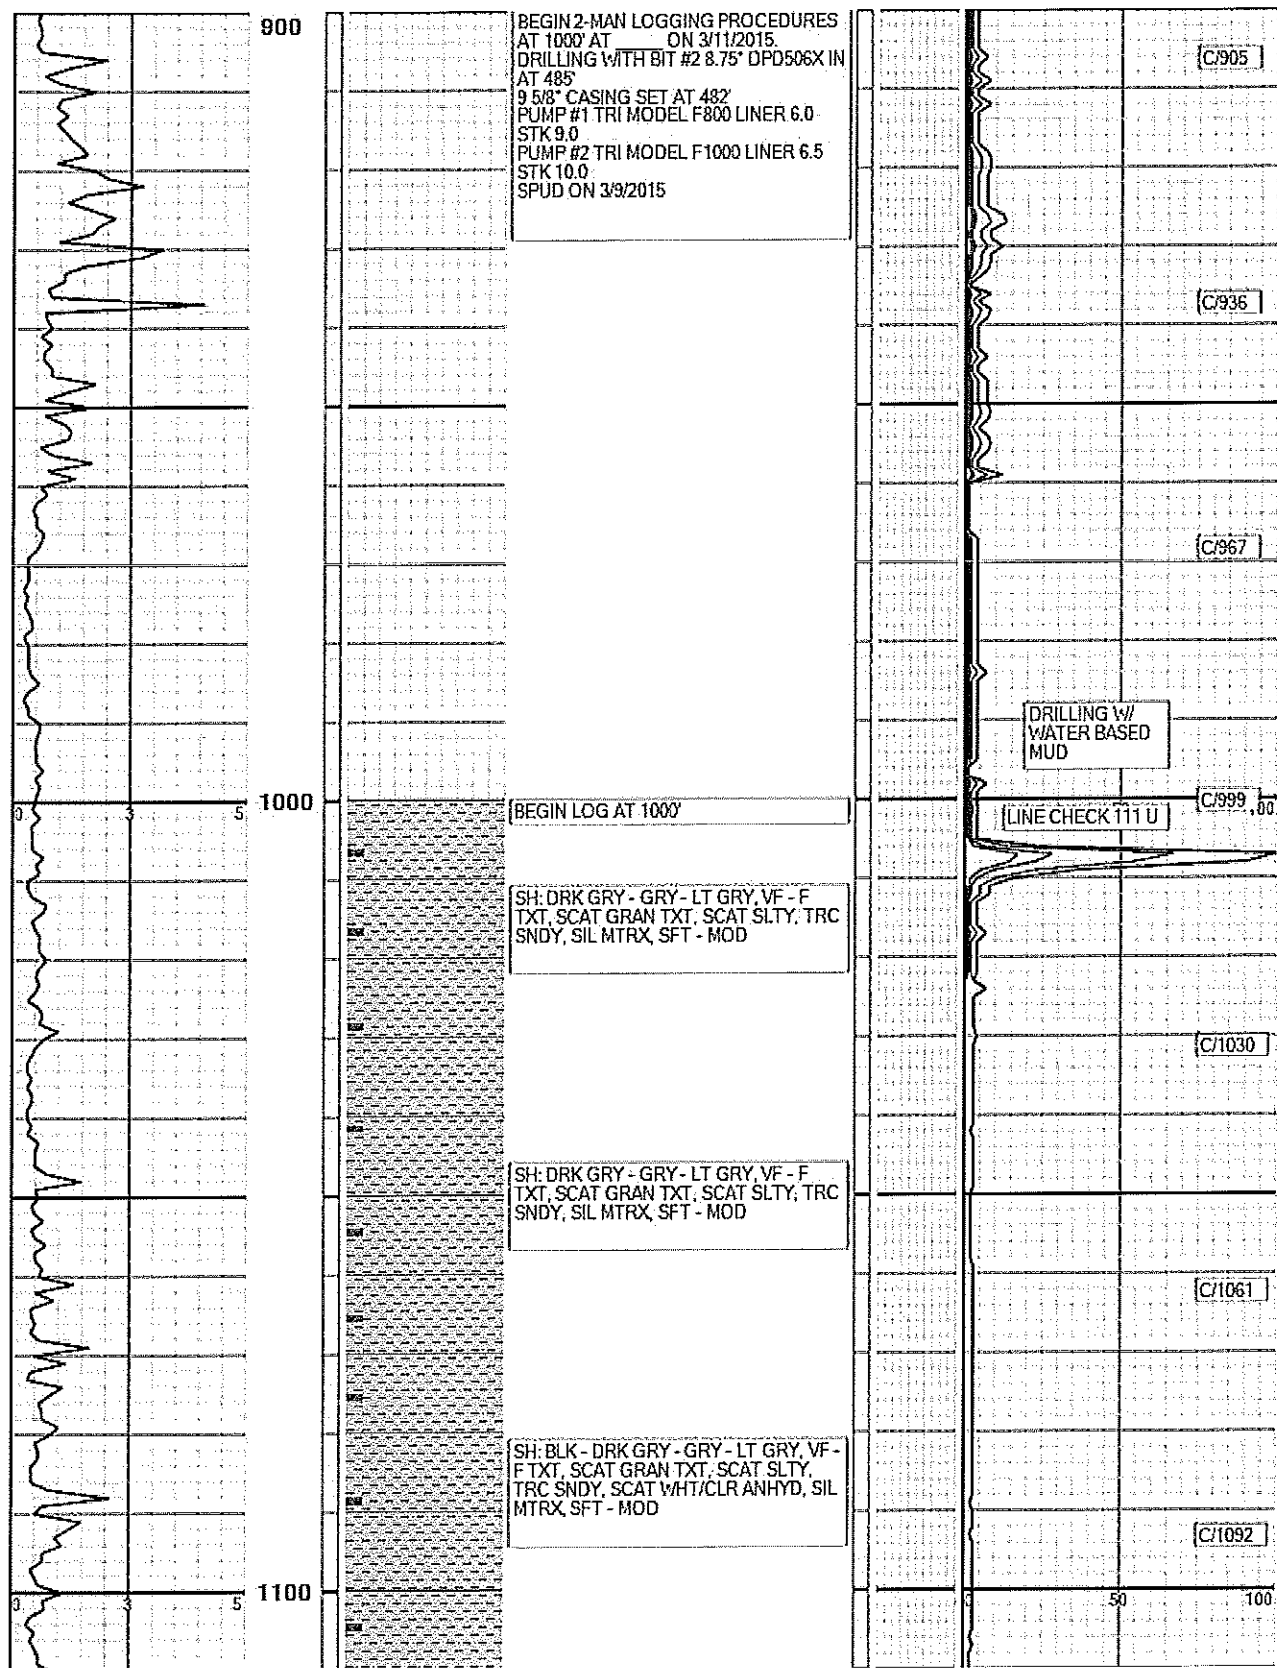 900
BEGIN 2-MAN LOGGING PROCEDURES
AT 1000' AT _____ ON 3/11/2015.
DRILLING WITH BIT #2 8.75" DPD506X IN
AT 485'
9 5/8" CASING SET AT 482'
PUMP #1 TRI MODEL F800 LINER 6.0
STK 9.0
PUMP #2 TRI MODEL F1000 LINER 6.5
STK 10.0
SPUD ON 3/9/2015
C/905
C/936
C/967
DRILLING W/
WATER BASED
MUD
0 3 5
1000
BEGIN LOG AT 1000'
C/999
LINE CHECK 111 U
SH: DRK GRY - GRY - LT GRY, VF - F
TXT, SCAT GRAN TXT, SCAT SLTY, TRC
SNDY, SIL MTRX, SFT - MOD
C/1030
SH: DRK GRY - GRY - LT GRY, VF - F
TXT, SCAT GRAN TXT, SCAT SLTY, TRC
SNDY, SIL MTRX, SFT - MOD
C/1061
SH: BLK - DRK GRY - GRY - LT GRY, VF -
F TXT, SCAT GRAN TXT, SCAT SLTY,
TRC SNDY, SCAT WHT/CLR ANHYD, SIL
MTRX, SFT - MOD
C/1092
0 3 5
1100
0 50 100